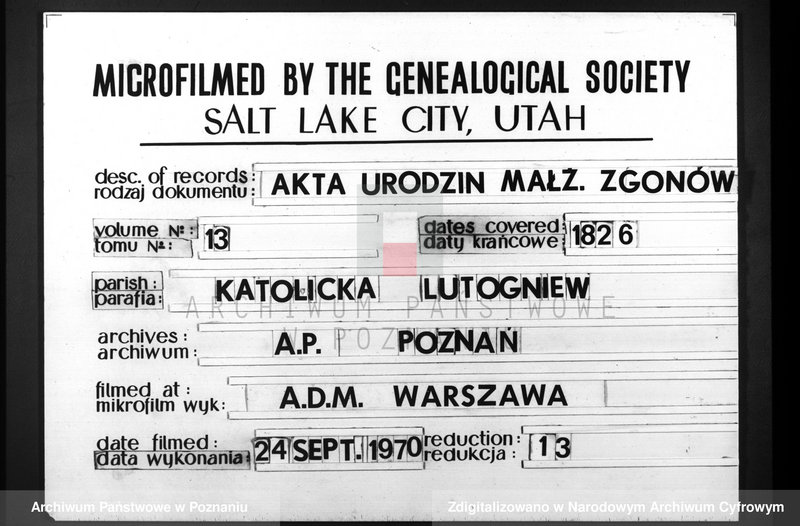 MICROFILMED BY THE GENEALOGICAL SOCIETY
SALT LAKE CITY, UTAH
desc. of records:
rodzaj dokumentu:
AKTA URODZIN MAŁŻ. ZGONÓW
volume №:
tomu №:
13
dates covered:
daty krańcowe:
1826
parish:
parafia:
KATOLICKA LUTOGNIEW
ARCHIWUM PAŃSTWOWE
W POZNANIU
archives:
archiwum:
A.P. POZNAŃ
filmed at:
mikrofilm wyk:
A.D.M. WARSZAWA
date filmed:
data wykonania:
24 SEPT. 1970
reduction:
redukcja:
13
Archiwum Państwowe w Poznaniu
Zdigitalizowano w Narodowym Archiwum Cyfrowym